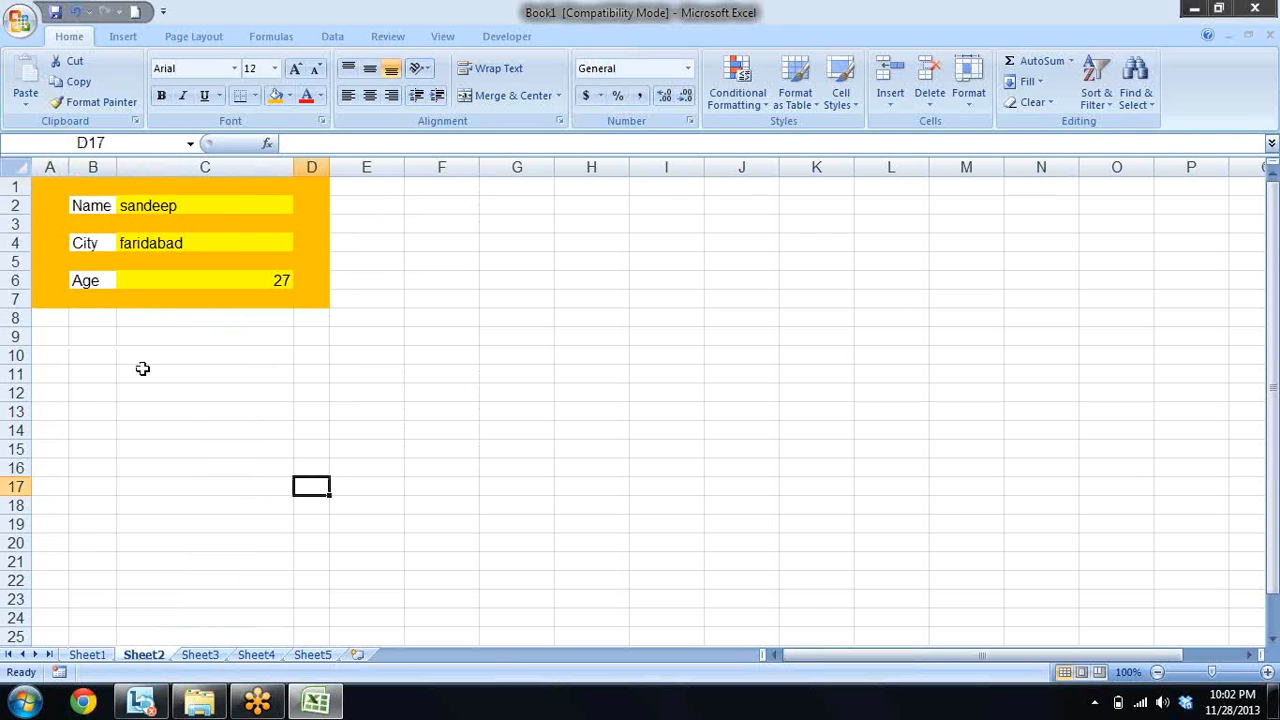 Book1 [Compatibility Mode] - Microsoft Excel
Home Insert Page Layout Formulas Data Review View Developer
Paste
Cut
Copy
Format Painter
Clipboard
Arial 12
B I U A
Font
Wrap Text
Merge & Center
Alignment
General
$ % ,
Number
Conditional Formatting
Format as Table
Cell Styles
Styles
Insert
Delete
Format
Cells
Σ AutoSum
Fill
Clear
Sort & Filter
Find & Select
Editing
D17 fx
A B C D E F G H I J K L M N O P
1
2 Name sandeep
3
4 City faridabad
5
6 Age 27
7
8
9
10
11
12
13
14
15
16
17
18
19
20
21
22
23
24
25
Sheet1 Sheet2 Sheet3 Sheet4 Sheet5
Ready 100%
10:02 PM
11/28/2013